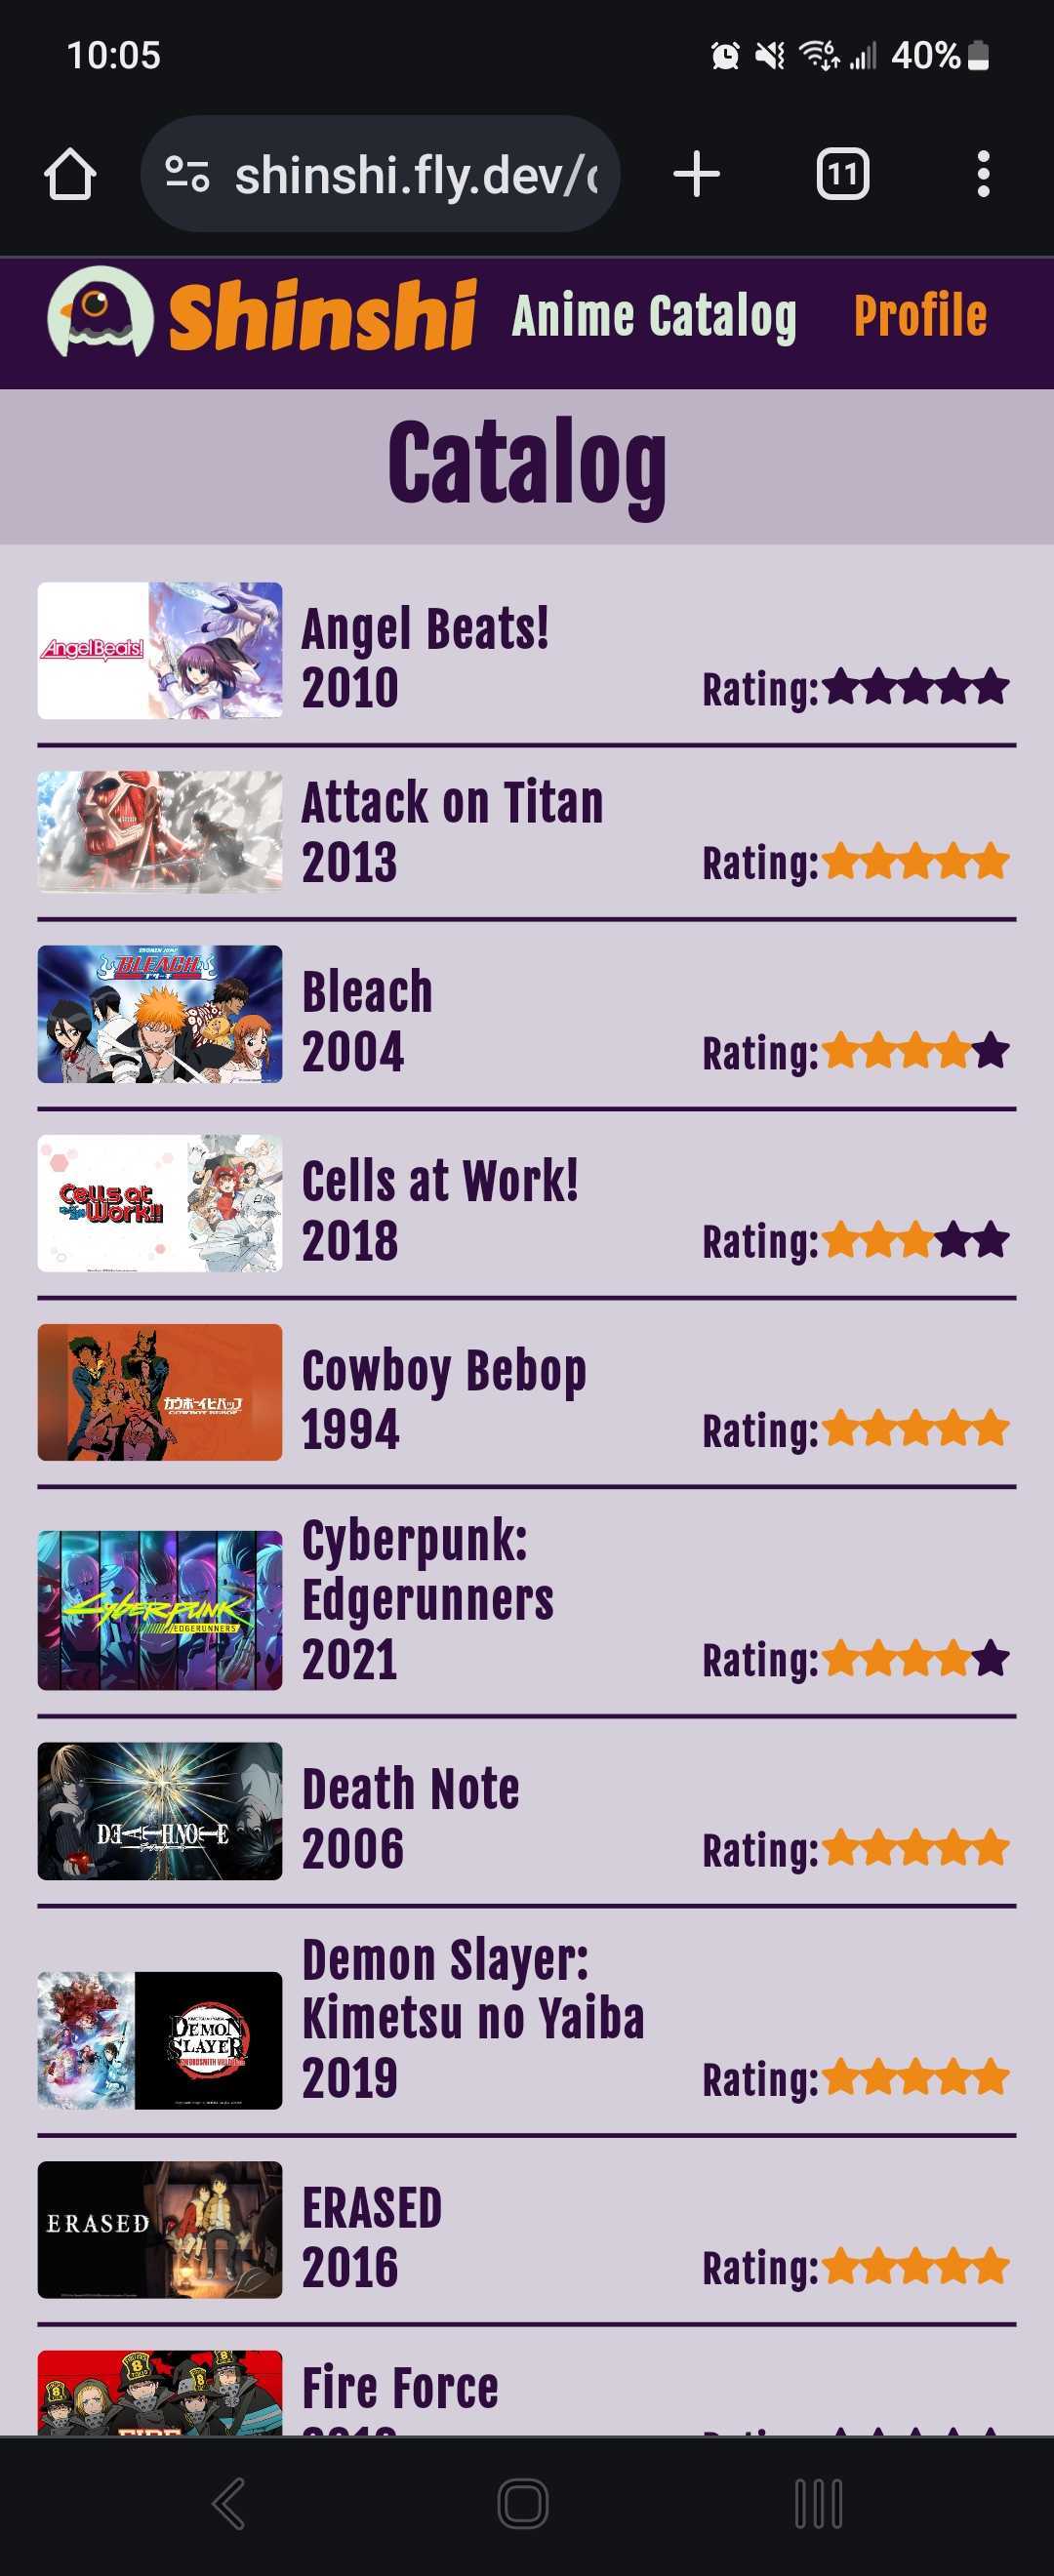 10:05
40%
shinshi.fly.dev/
11
Shinshi
Anime Catalog
Profile
Catalog
AngelBeats!
Angel Beats!
2010
Rating:
Attack on Titan
2013
Rating:
BLEACH
Bleach
2004
Rating:
Cells at
Work!!
Cells at Work!
2018
Rating:
カウボーイビバップ
COWBOY BEBOP
Cowboy Bebop
1994
Rating:
CYBERPUNK
EDGERUNNERS
Cyberpunk:
Edgerunners
2021
Rating:
DEATH NOTE
Death Note
2006
Rating:
DEMON
SLAYER
Demon Slayer:
Kimetsu no Yaiba
2019
Rating:
ERASED
ERASED
2016
Rating:
8
8
8
FIRE
Fire Force